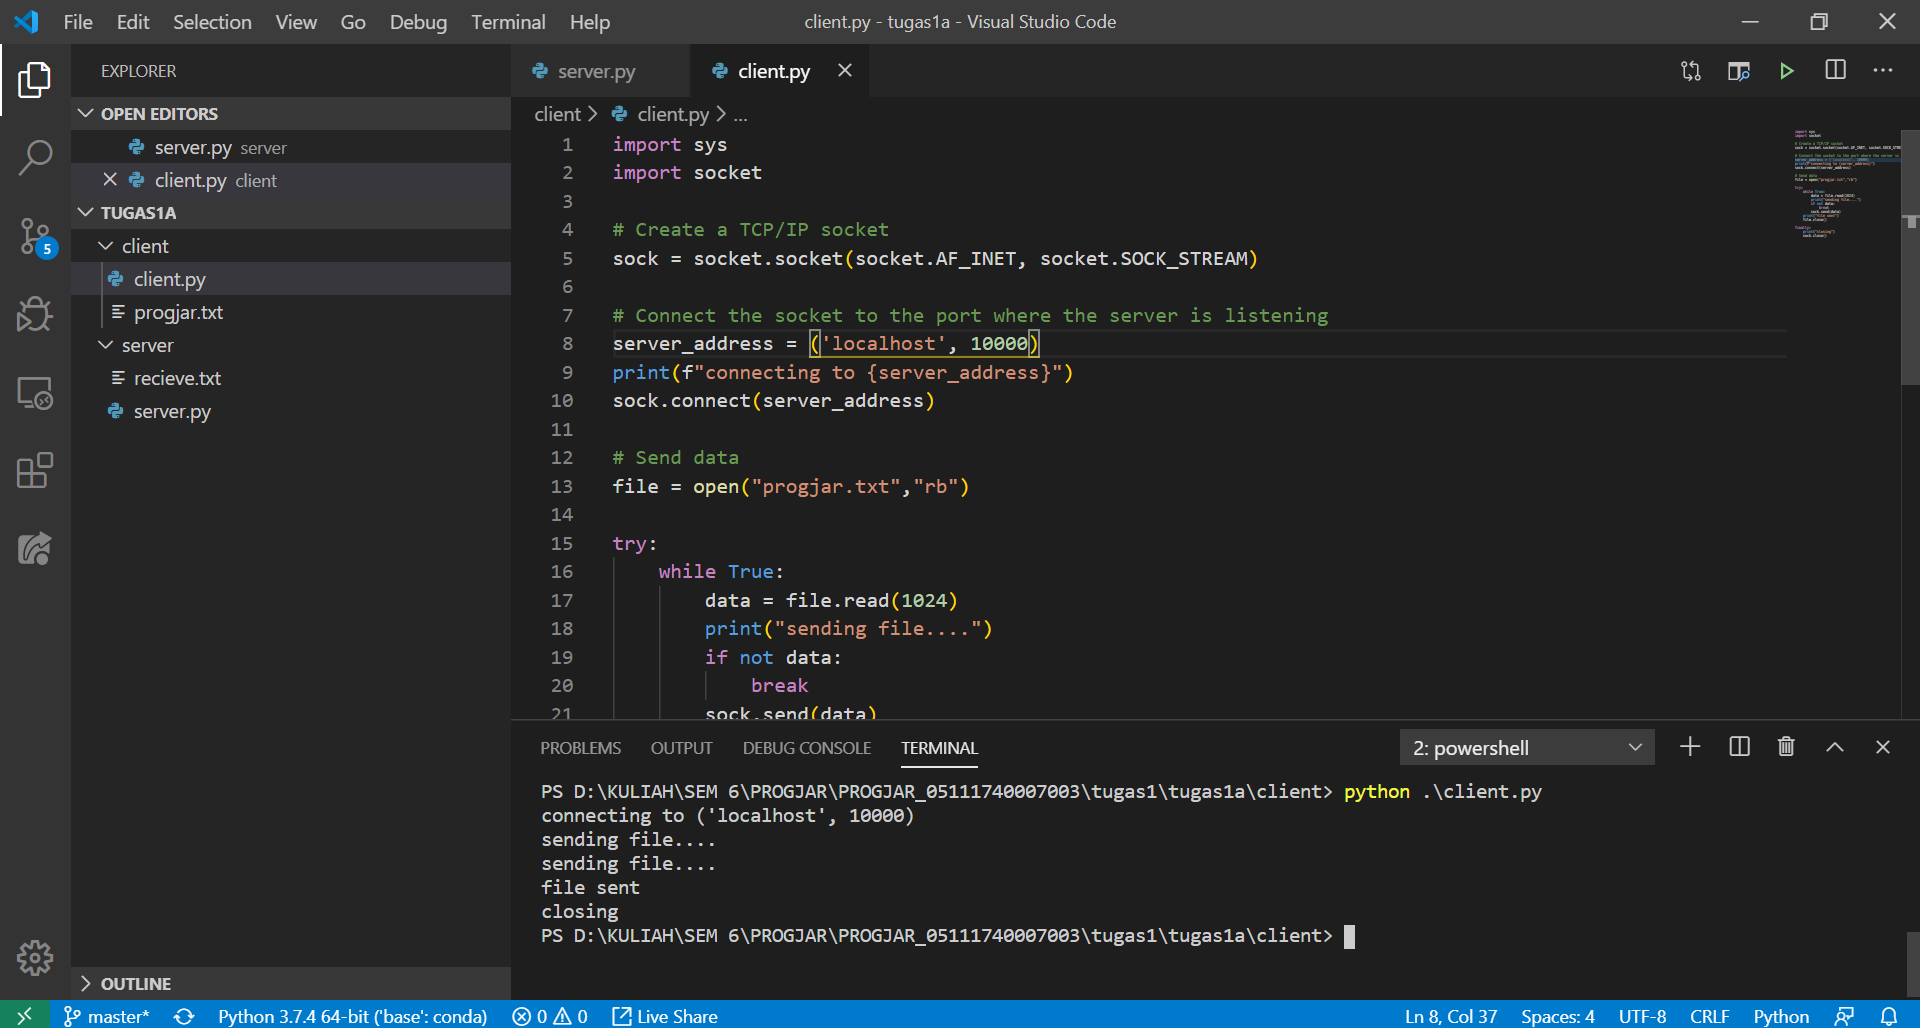 File Edit Selection View Go Debug Terminal Help
client.py - tugas1a - Visual Studio Code
EXPLORER
OPEN EDITORS
server.py server
client.py client
TUGAS1A
client
client.py
progjar.txt
server
recieve.txt
server.py
OUTLINE
5
server.py
client.py
client > client.py > ...
1 import sys
2 import socket
3
4 # Create a TCP/IP socket
5 sock = socket.socket(socket.AF_INET, socket.SOCK_STREAM)
6
7 # Connect the socket to the port where the server is listening
8 server_address = ('localhost', 10000)
9 print(f"connecting to {server_address}")
10 sock.connect(server_address)
11
12 # Send data
13 file = open("progjar.txt","rb")
14
15 try:
16 while True:
17 data = file.read(1024)
18 print("sending file....")
19 if not data:
20 break
21 sock.send(data)
PROBLEMS OUTPUT DEBUG CONSOLE TERMINAL
2: powershell
PS D:\KULIAH\SEM 6\PROGJAR\PROGJAR_05111740007003\tugas1\tugas1a\client> python .\client.py
connecting to ('localhost', 10000)
sending file....
sending file....
file sent
closing
PS D:\KULIAH\SEM 6\PROGJAR\PROGJAR_05111740007003\tugas1\tugas1a\client>
master* Python 3.7.4 64-bit ('base': conda) 0 0 Live Share
Ln 8, Col 37 Spaces: 4 UTF-8 CRLF Python